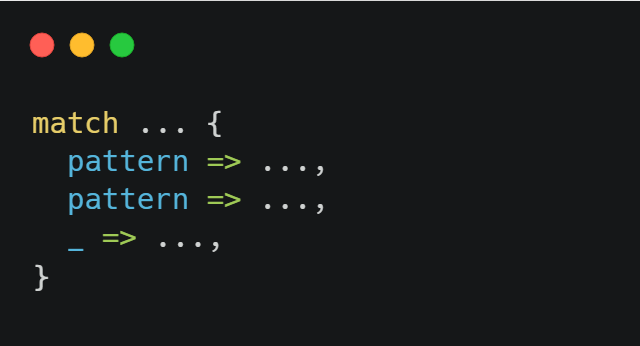 match ... {
  pattern => ...,
  pattern => ...,
  _ => ...,
}